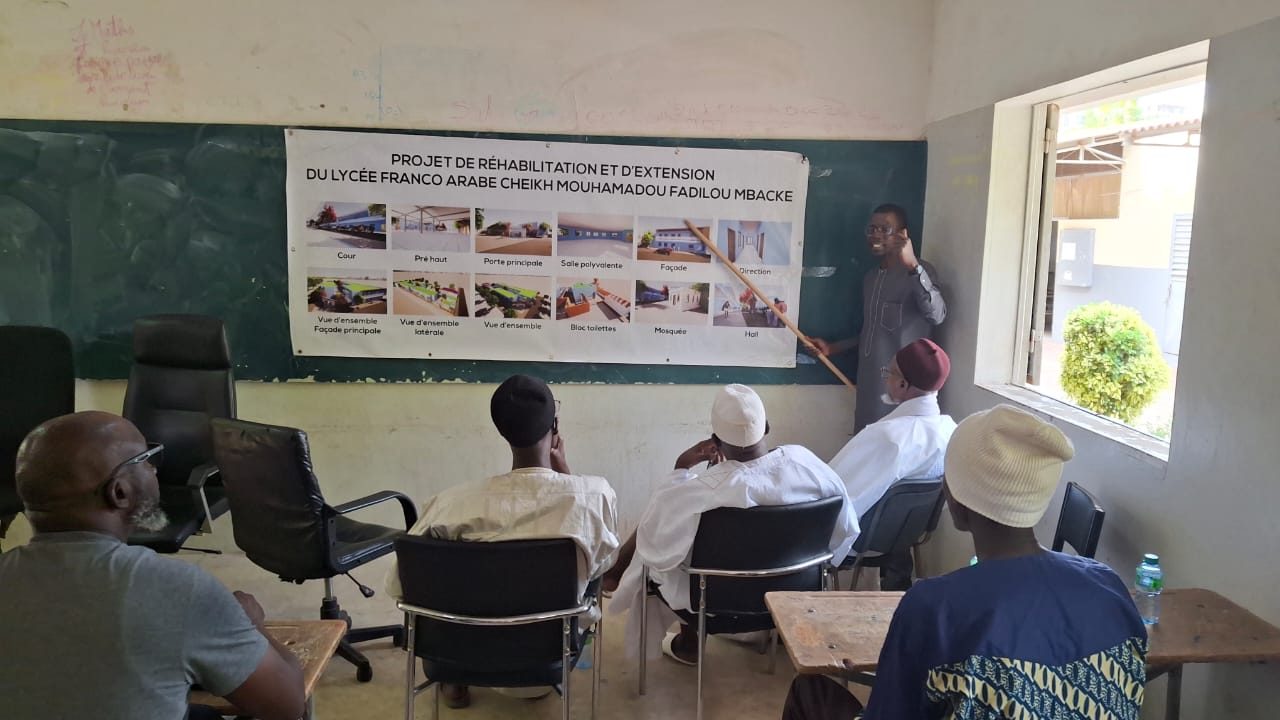 PROJET DE RÉHABILITATION ET D'EXTENSION
DU LYCÉE FRANCO ARABE CHEIKH MOUHAMADOU FADILOU MBACKE
Cour
Pré haut
Porte principale
Salle polyvalente
Façade
Direction
Vue d'ensemble
Façade principale
Vue d'ensemble
latérale
Vue d'ensemble
Bloc toilettes
Mosquée
Hall